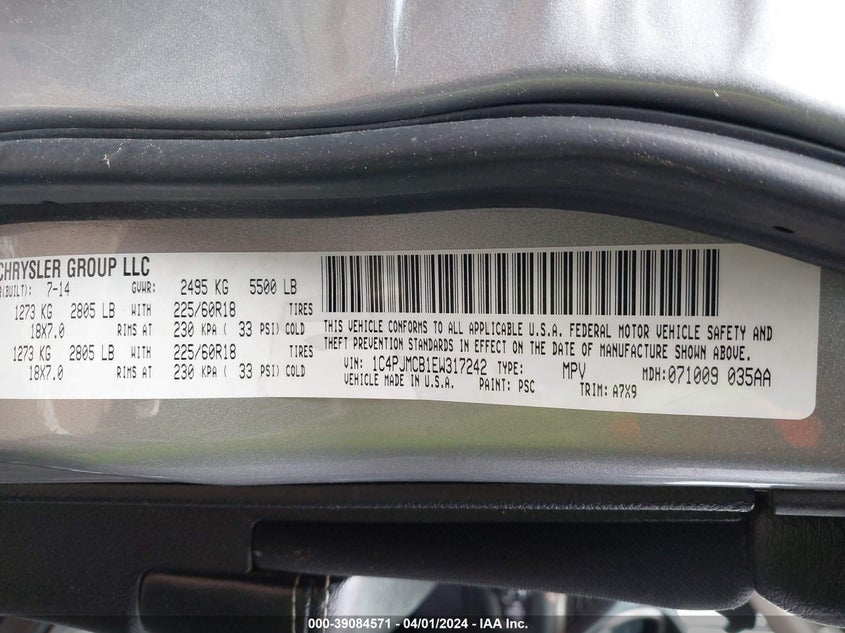 CHRYSLER GROUP LLC
R(BUILT): 7-14 GVWR: 2495 KG 5500 LB
1273 KG 2805 LB WITH 225/60R18 TIRES
18X7.0 RIMS AT 230 KPA ( 33 PSI) COLD
1273 KG 2805 LB WITH 225/60R18 TIRES
18X7.0 RIMS AT 230 KPA ( 33 PSI) COLD
THIS VEHICLE CONFORMS TO ALL APPLICABLE U.S.A. FEDERAL MOTOR VEHICLE SAFETY AND
THEFT PREVENTION STANDARDS IN EFFECT ON THE DATE OF MANUFACTURE SHOWN ABOVE.
VIN: 1C4PJMCB1EW317242 TYPE: MPV MDH:071009 035AA
VEHICLE MADE IN U.S.A. PAINT: PSC TRIM: A7X9
000-39084571 - 04/01/2024 - IAA Inc.